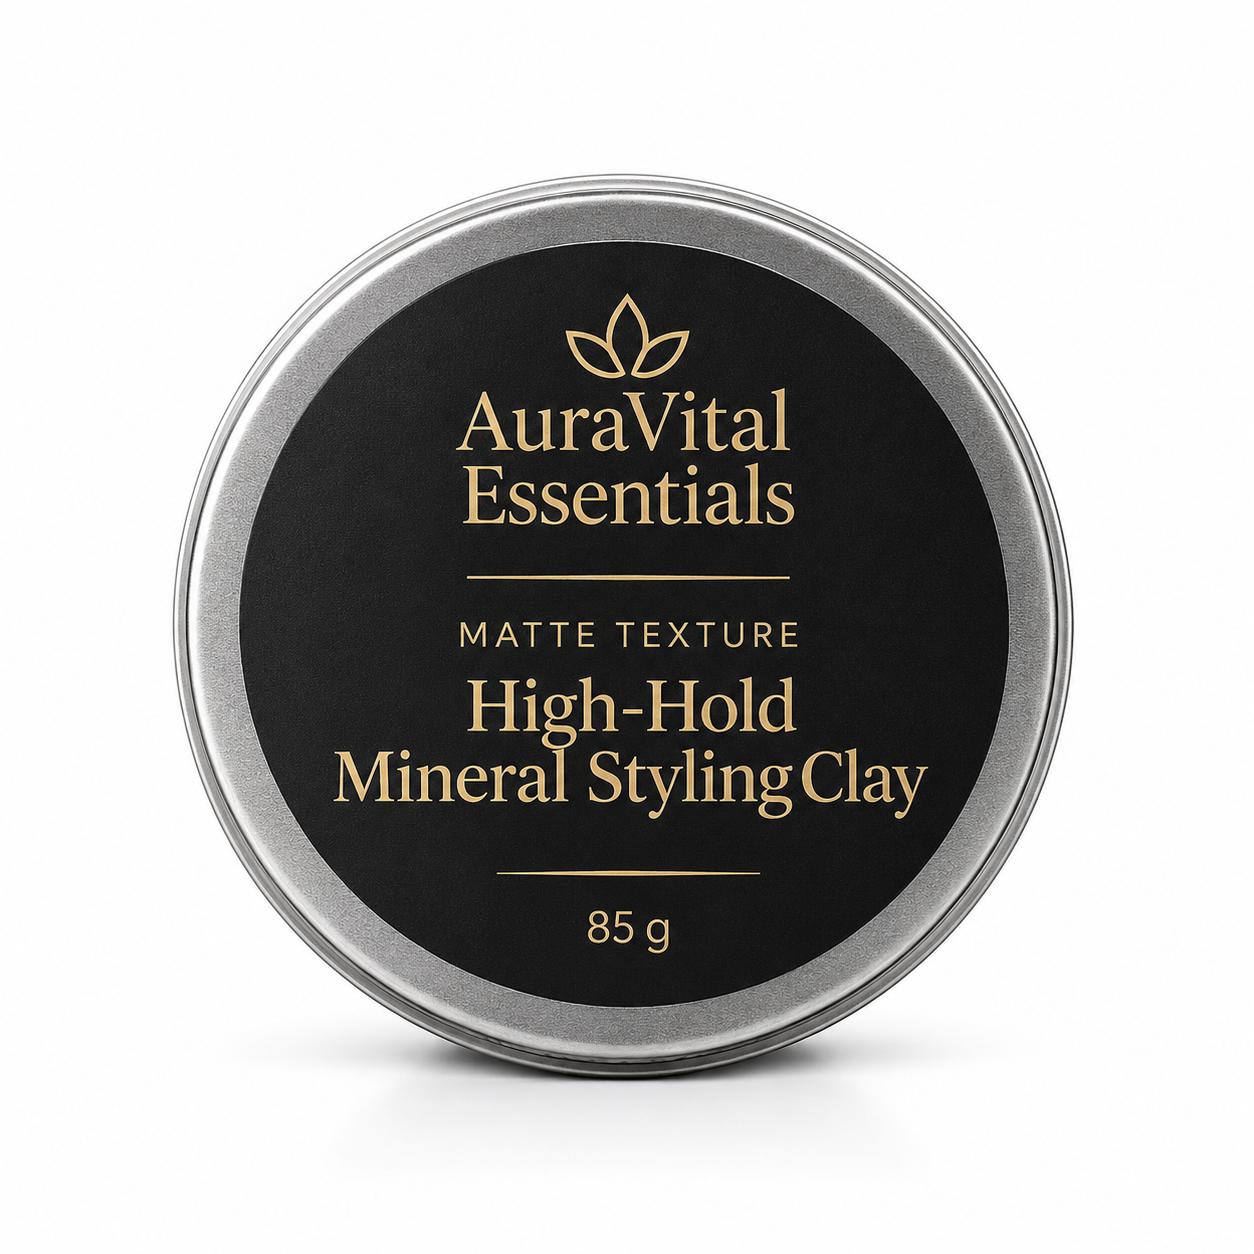 AuraVital
Essentials
MATTE TEXTURE
High-Hold
Mineral Styling Clay
85 g